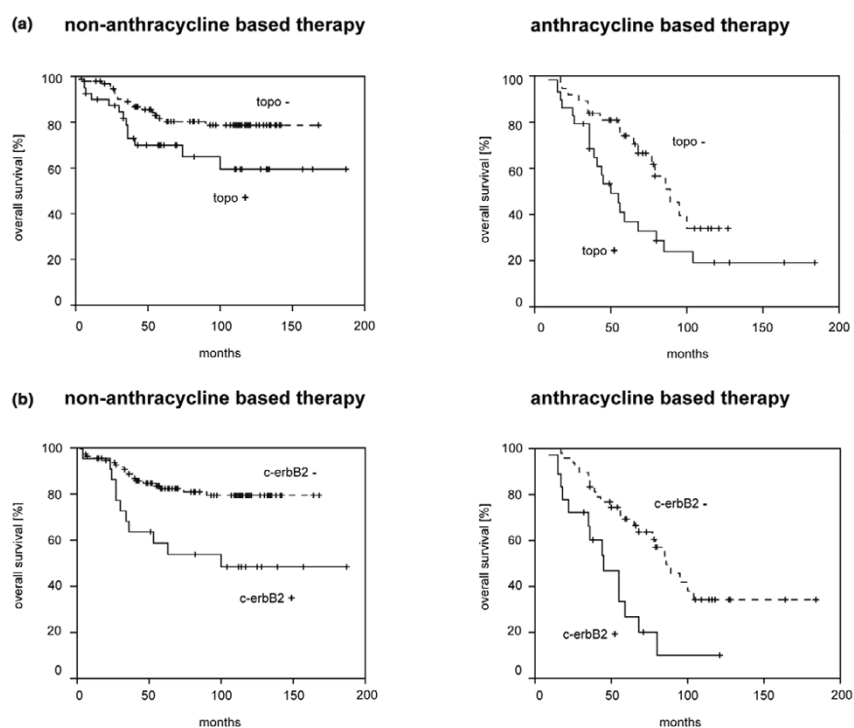 (a) non-anthracycline based therapy
anthracycline based therapy
100
80
60
40
20
0
overall survival [%]
topo -
topo +
0 50 100 150 200
months
100
80
60
40
20
0
overall survival [%]
topo -
topo +
0 50 100 150 200
months
(b) non-anthracycline based therapy
anthracycline based therapy
100
80
60
40
20
0
overall survival [%]
c-erbB2 -
c-erbB2 +
0 50 100 150 200
months
100
80
60
40
20
0
overall survival [%]
c-erbB2 -
c-erbB2 +
0 50 100 150 200
months